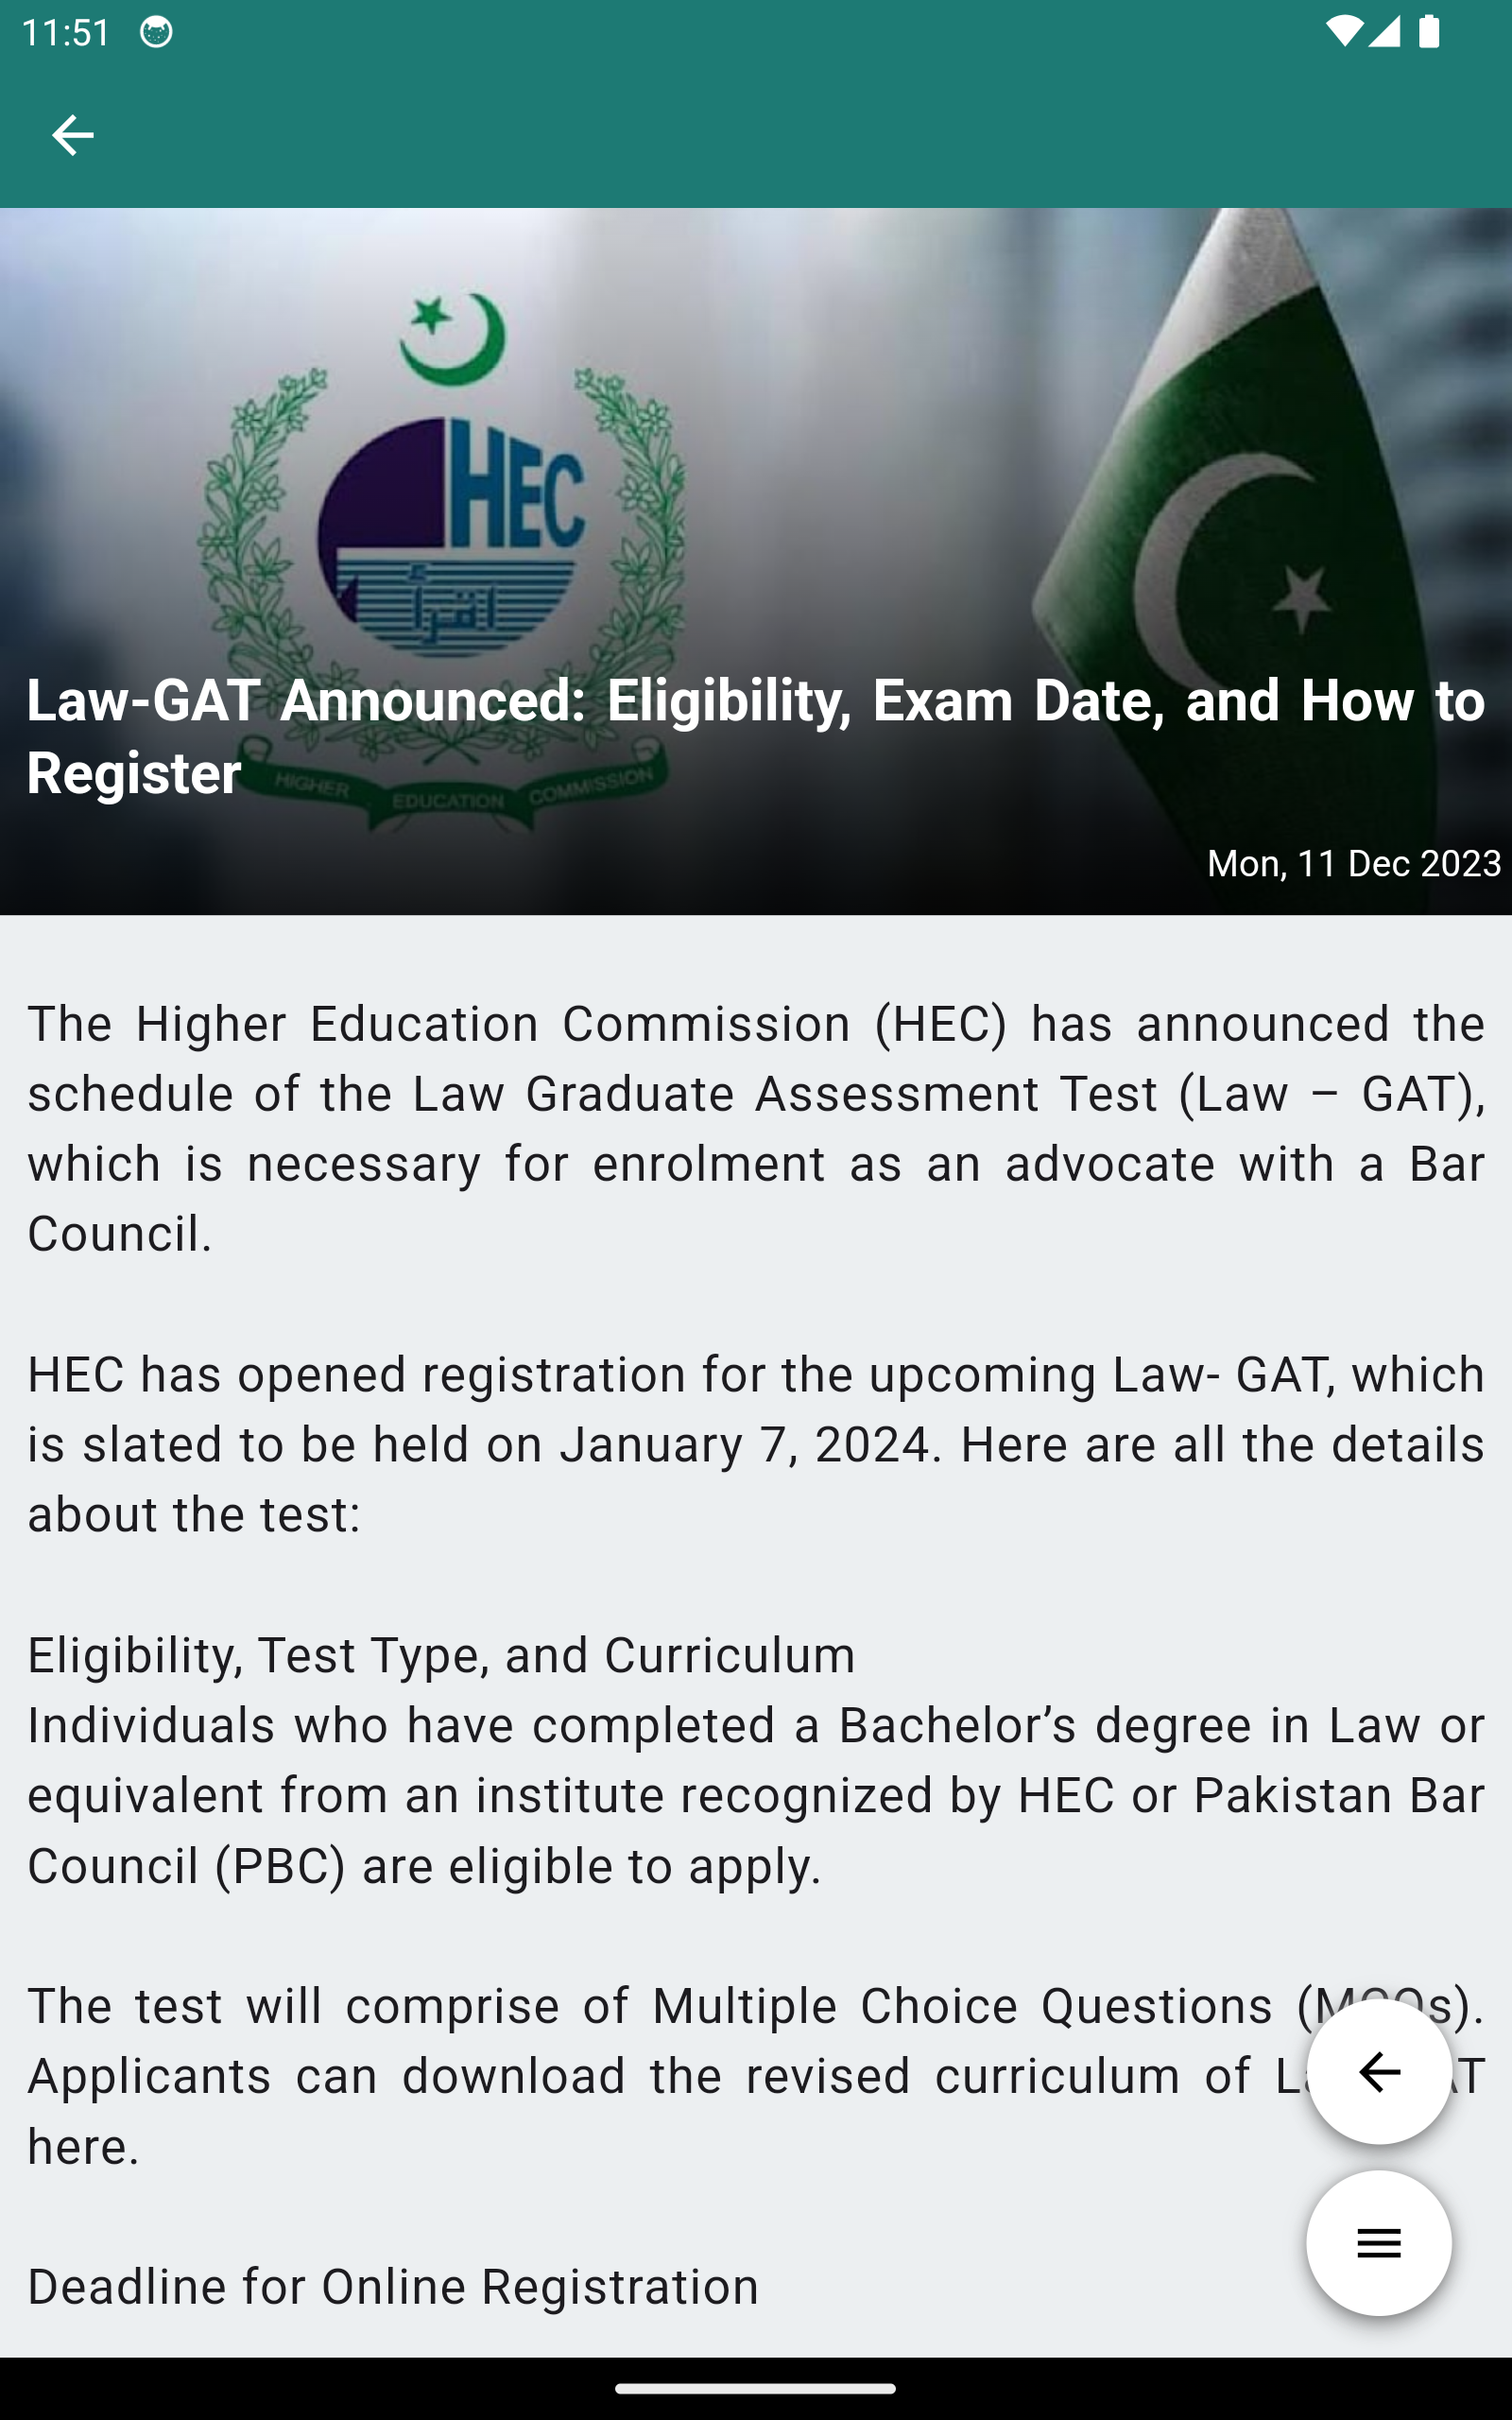 11:51
HEC
اقرأ
Law-GAT Announced: Eligibility, Exam Date, and How to
Register
HIGHER EDUCATION COMMISSION
Mon, 11 Dec 2023
The Higher Education Commission (HEC) has announced the
schedule of the Law Graduate Assessment Test (Law – GAT),
which is necessary for enrolment as an advocate with a Bar
Council.
HEC has opened registration for the upcoming Law- GAT, which
is slated to be held on January 7, 2024. Here are all the details
about the test:
Eligibility, Test Type, and Curriculum
Individuals who have completed a Bachelor’s degree in Law or
equivalent from an institute recognized by HEC or Pakistan Bar
Council (PBC) are eligible to apply.
The test will comprise of Multiple Choice Questions (MCQs).
Applicants can download the revised curriculum of
here.
Deadline for Online Registration